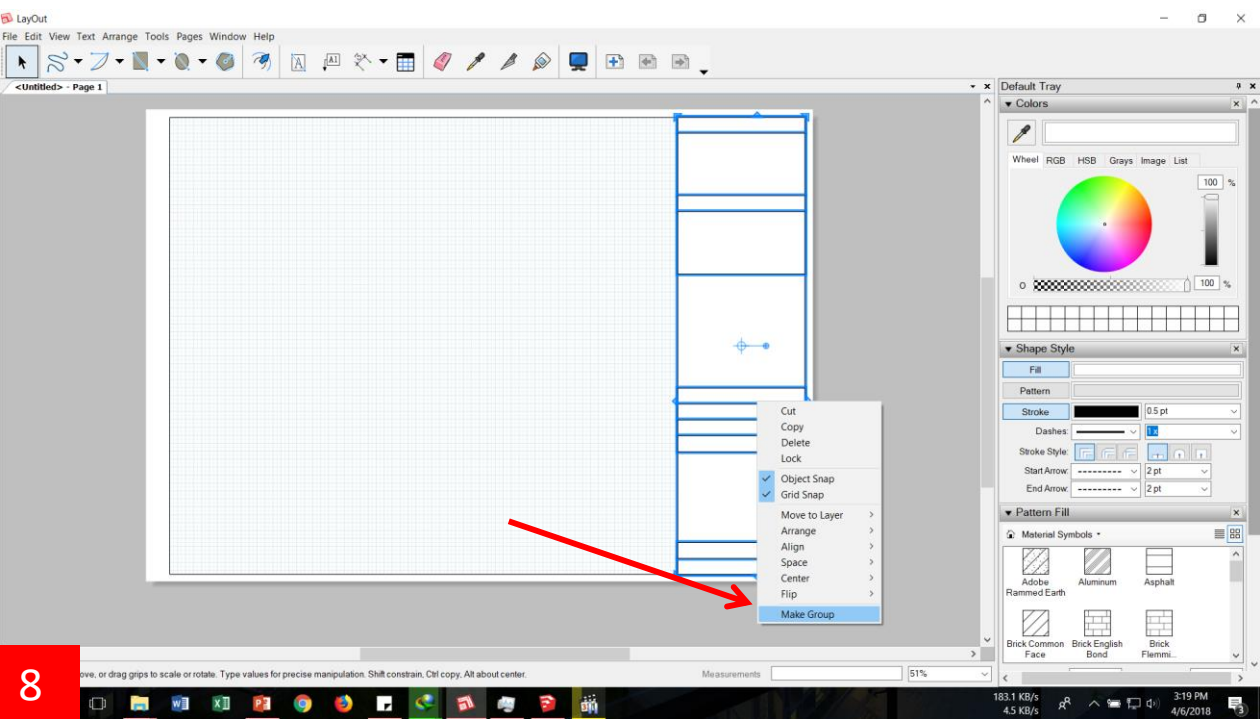 LayOut
File Edit View Text Arrange Tools Pages Window Help
A A1
<Untitled> - Page 1
Default Tray
Colors
Wheel RGB HSB Grays Image List
100 %
0 100 %
Shape Style
Fill
Pattern
Stroke 0.5 pt
Dashes: 1x
Stroke Style:
Start Arrow: 2 pt
End Arrow: 2 pt
Pattern Fill
Material Symbols
Adobe Rammed Earth
Aluminum
Asphalt
Brick Common Face
Brick English Bond
Brick Flemmi...
Cut
Copy
Delete
Lock
Object Snap
Grid Snap
Move to Layer
Arrange
Align
Space
Center
Flip
Make Group
ove, or drag grips to scale or rotate. Type values for precise manipulation. Shift constrain, Ctrl copy, Alt about center.
Measurements
51%
8
183.1 KB/s
4.5 KB/s
3:19 PM
4/6/2018